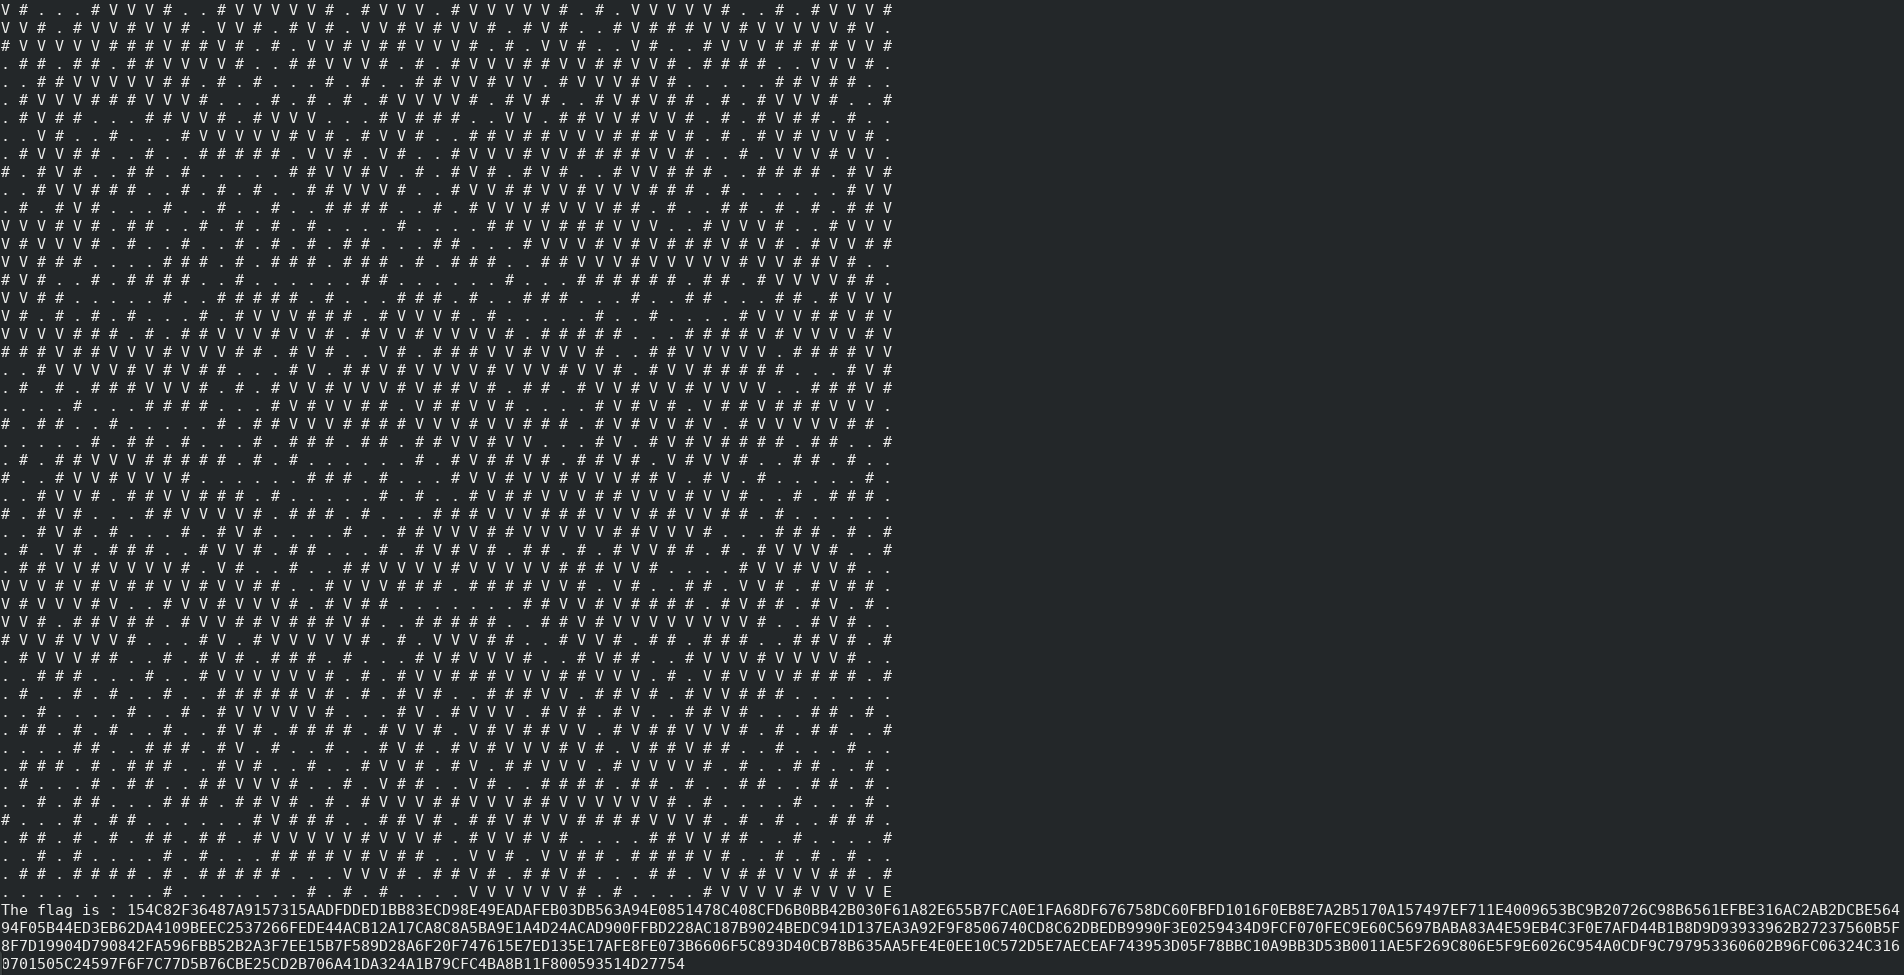 V # . . . # V V V # . . # V V V V V # . # V V V . # V V V V V # . # . V V V V V # . . # . # V V V #
V V # . # V V # V V # . V V # . # V # . V V # V # V V # . # V # . . # V # # # V V # V V V V V # V .
# V V V V V # # # V # # V # . # . V V # V # # V V V # . # . V V # . . V # . . # V V V # # # # V V #
. # # . # # . # # V V V V # . . # # V V V # . # . # V V V # # V V # # V V # . # # # # . . V V V # .
. . # # V V V V V # # . # . # . . . # . # . . # # V V # V V . # V V V # V # . . . . . # # V # # . .
. # V V V # # # V V V # . . . # . # . # . # V V V V # . # V # . . # V # V # # . # . # V V V # . . #
. # V # # . . . # # V V # . # V V V . . . # V # # # . . V V . # # V V # V V V # . # . # V # # . # . .
. . V # . . # . . . # V V V V V # V # . # V V # . . # # V # # V V V # # # V # . # . # V # V V V # .
. # V V # # . . # . . # # # # # . V V # . V # . . # V V V # V V # # # # V V # . . # . V V V # V V .
# . # V # . . # # . # . . . . . # # V V # V . # . # V # . # V # . . # V V # # # . . # # # # . # V #
. . # V V # # # . . # . # . # . . # # V V V # . . # V V # # V V # V V V # # # . # . . . . . . # V V
. # . # V # . . . # . . # . . # . . # # # # . . # . # V V V # V V V # # . # . . # # . # . # . # # V
V V V # V # . # # . . # . # . # . # . . . . # . . . . # # V V # # # V V V . . # V V V # . . # V V V
V # V V V # . # . . # . . # . # . # . # # . . . # # . . . # V V V # V # V # # # V # V # . # V V # #
V V # # # . . . . # # # . # . # # # . # # # . # . # # # . . # # V V V # V V V V # V V # V V V # . .
# V # . . # . # # # # . . # . . . . . . # # . . . . . . # . . . # # # # # # . # # . # V V V V # # .
V V # # . . . . . # . . # # # # # . # . . . # # # . # . . # # # . . . # . . # # . . . # # . # V V V
V # . # . # . # . . . # . # V V V # # # . # V V V # . # . . . . . # . . # . . . . # V V V # # V # V
V V V V # # # . # . # # V V V # V V # . # V V # V V V V # . # # # # # . . . # # # # V # V V V V # V
# # # V # # V V V # V V V # # . # V # . . V # . # # # V V # V V V # . . # # V V V V V . # # # # V V
. . # V V V V # V # V # # . . . # V . # # V # V V V V # V V V # V V # . # V V # # # # # . . . # V #
. # . # . # # # V V V # . # . # V V # V V V # V # # V # . # # . # V V # V V # V V V V . . # # # V #
. . . . # . . . # # # # . . . # V # V V # # . V # # V V # . . . . # V # V # . V # # V # # # V V V .
# . # # . . # . . . . . # . # # V V V # # # # V V V # V V # # # . # V # V V # V . # V V V V V # # .
. . . . . # . # # . # . . . # . # # # . # # . # # V V # V V . . . # V . # V V V # # # # . # # . . #
. # . # # V V V # # # # # . # . # . . . . . . # . # V # # V # . # # V # . V # V V # . . # # . # . .
# . . # V V # V V V # . . . . . . # # # . # . . . # V V # V V V # V V V # # V . # V . # . . . . . # .
. . # V V # . # # V V # # # . # . . . . . # . # . . # V # # V V V # # V V V # V V # . . # . # # # .
# . # V # . . . # # V V V V # . # # # . # . . . # # # V V V V # # V V # V V V # # . # . . . . . .
. . # V # . # . . . # . # V # . . . . # . . # # V V V # # V V V V V # # V V V # . . . # # # . # . #
. # . V # . # # # . . # V V # . # # . . . # . # V # V # . # # . # . # V V # # . # . # V V V # . . #
. # # V V # V V V V # . V # . . # . . # # V V V V # V V V V V # # # V V # . . . . # V V # V V # . .
V V V # V V # # V V # V V # # . . # V V V # # # . # # # # V V # . V # . . # # . V V # . # V # # .
V # V V V # V . . # V V # V V V # . # V # # . . . . . . . # # V V # V # # # # . # V # # . # V . # .
V V # . # # V # # . # V V # # V # # # V # . . # # # # # . . # # V # V V V V V V V V # . . # V # . .
# V V # V V V # . . . # V . # V V V V V # . # . V V V # # . . # V V # . # # . # # # . . # # V # . #
. # V V V # # . . # . # V # . # # # . # . . . # V # V V V # . . # V # # . . # V V V # V V V V # . .
. . # # # . . . # . . # V V V V V V # . # . # V V # # # V V V # # V V V . # . V # V V V # # # # . #
. # . . # . # . . # . . # # # # # V # . # . # V # . . # # # V V . # # V # . # V V # # # . . . . . .
. . # . . . . # . . # . # V V V V V # . . . # V . # V V V . # V # . # V . . # # V # . . . # # . # .
. # # . # . # . . # . . # V # . # # # # . # V V # . V # V # # V V . # V # # V V V V # . # . # # . . #
. . . . # # . . # # # . # V . # . . # . . # V # . # V # V V V V # V # . V # # V # # . . # . . . # . .
. # # # . # . # # # . . # V # . . # . . # V V # . # V . # # V V V . # V V V V # . # . . # # . . # .
. # . . . # . # # . . # # V V V # . . # . V # # . . V # . . # # # # . # # . # . . # # . . # # . # .
. . # . # # . . . # # # . # # V # . # . # V V V # # V V V # # V V V V V V # . # . . . . # . . . # .
# . . . # . # # . . . . . . # V # # # . . # # V # . # # V # V V # # # # V V V # . # . # . . # # # .
. # # . # . # . # # . # # . # V V V V V # V V V # . # V V # V # . . . . # # V V # # . . # . . . . #
. . # . # . . . . # . # . . . # # # # V # V # # . . V V # . V V # # . # # # # V # . . # . # . # . .
. # # . # # # # . # . # # # # # . . . V V V # . # # V # . # # V # . . . # # . V V # # V V V # # . #
. . . . . . . . . # . . . . . . . # . # . # . . . . V V V V V V # . # . . . . # V V V V # V V V V E
The flag is : 154C82F36487A9157315AADFDDED1BB83ECD98E49EADAFEB03DB563A94E0851478C408CFD6B0BB42B030F61A82E655B7FCA0E1FA68DF676758DC60FBFD1016F0EB8E7A2B5170A157497EF711E4009653BC9B20726C98B6561EFBE316AC2AB2DCBE564
94F05B44ED3EB62DA4109BEEC2537266FEDE44ACB12A17CA8C8A5BA9E1A4D24ACAD900FFBD228AC187B9024BEDC941D137EA3A92F9F8506740CD8C62DBEDB9990F3E0259434D9FCF070FEC9E60C5697BABA83A4E59EB4C3F0E7AFD44B1B8D9D93933962B27237560B5F
8F7D19904D790842FA596FBB52B2A3F7EE15B7F589D28A6F20F747615E7ED135E17AFE8FE073B6606F5C893D40CB78B635AA5FE4E0EE10C572D5E7AECEAF743953D05F78BBC10A9BB3D53B0011AE5F269C806E5F9E6026C954A0CDF9C797953360602B96FC06324C316
0701505C24597F6F7C77D5B76CBE25CD2B706A41DA324A1B79CFC4BA8B11F800593514D27754